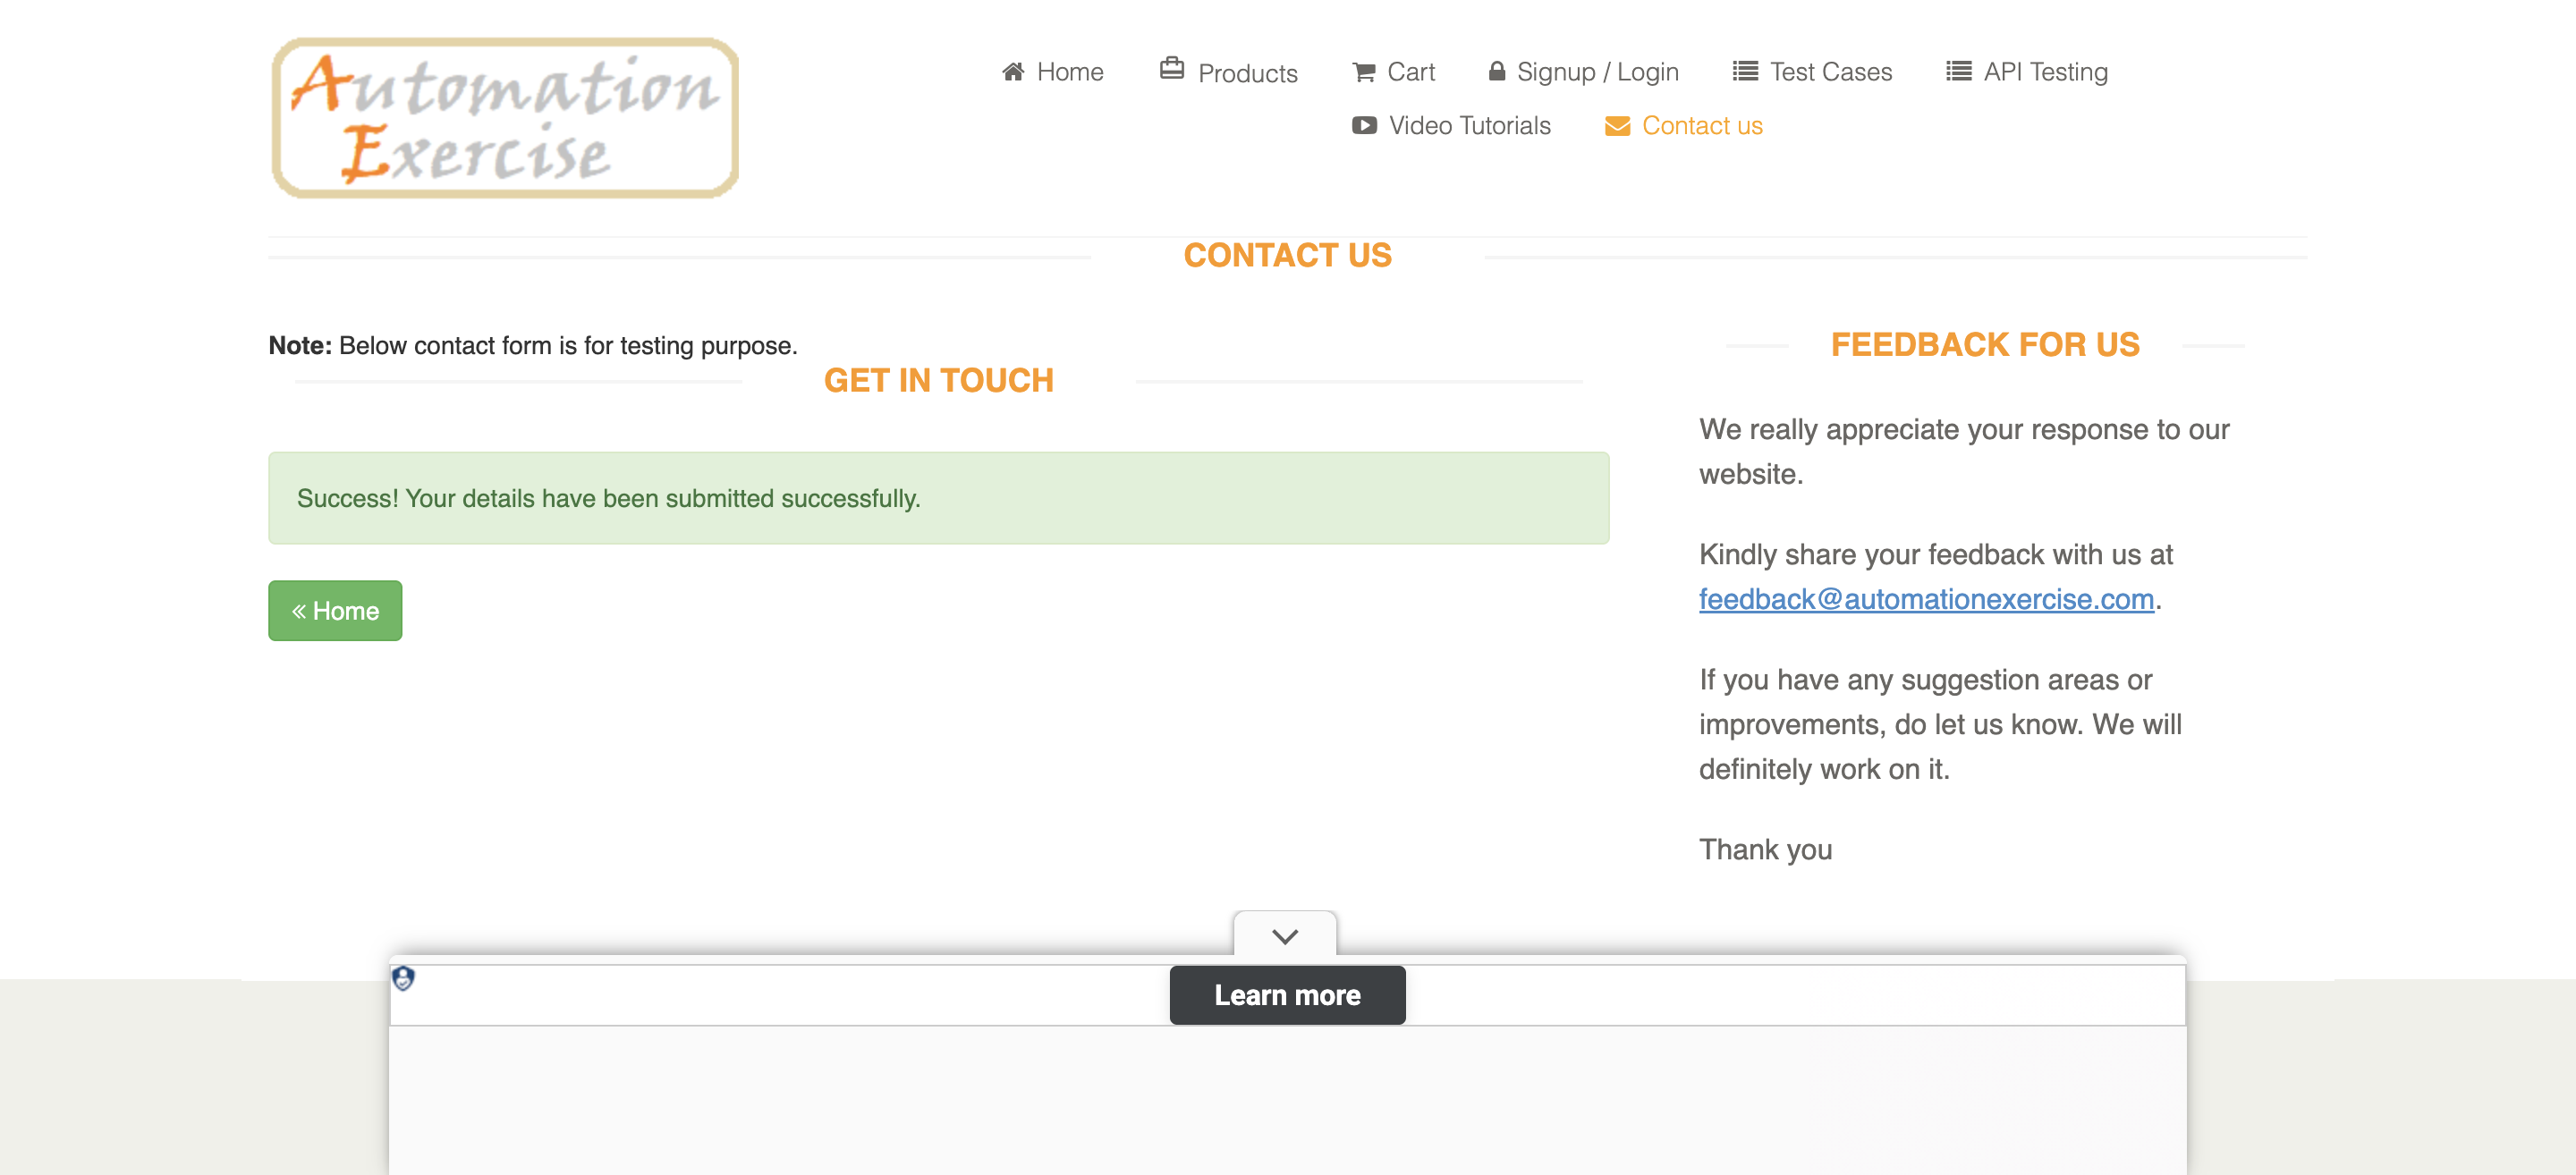 Automation
Exercise
Home
Products
Cart
Signup / Login
Test Cases
API Testing
Video Tutorials
Contact us
CONTACT US
Note: Below contact form is for testing purpose.
GET IN TOUCH
Success! Your details have been submitted successfully.
« Home
FEEDBACK FOR US
We really appreciate your response to our
website.
Kindly share your feedback with us at
feedback@automationexercise.com.
If you have any suggestion areas or
improvements, do let us know. We will
definitely work on it.
Thank you
Learn more